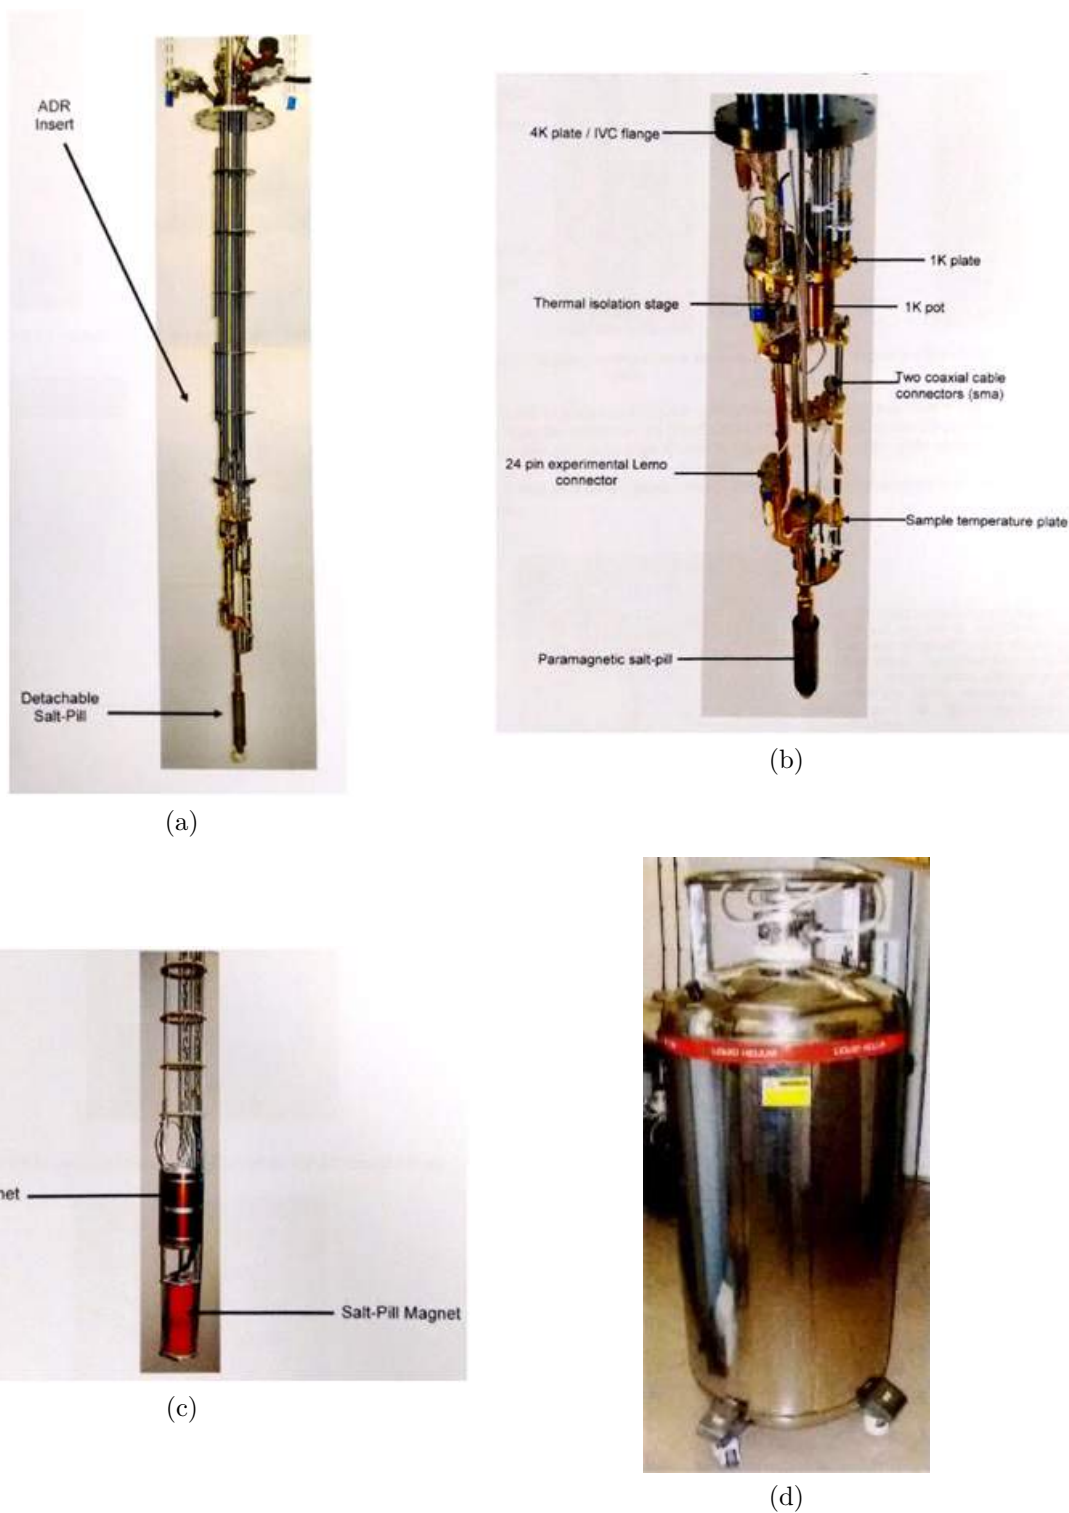 ADR
Insert
Detachable
Salt-Pill
(a)
4K plate / IVC flange
1K plate
Thermal isolation stage
1K pot
Two coaxial cable
connectors (sma)
24 pin experimental Lemo
connector
Sample temperature plate
Paramagnetic salt-pill
(b)
net
Salt-Pill Magnet
(c)
LIQUID HELIUM
LIQUID HELIUM
(d)